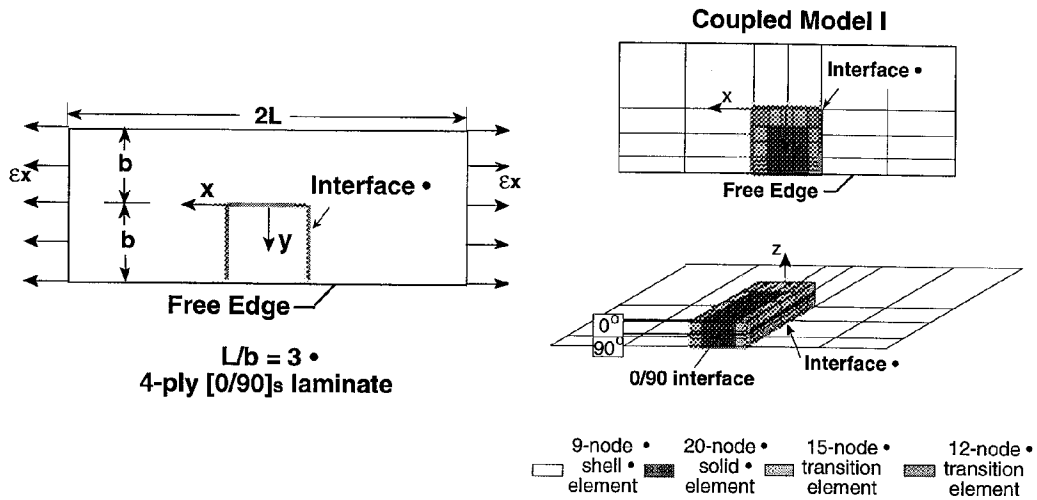 Coupled Model I
2L
b
εx
x
Interface •
εx
b
y
Free Edge
L/b = 3 •
4-ply [0/90]s laminate
Interface •
x
Free Edge
z
0°
90°
Interface •
0/90 interface
9-node •
shell •
element
20-node •
solid •
element
15-node •
transition
element
12-node •
transition
element